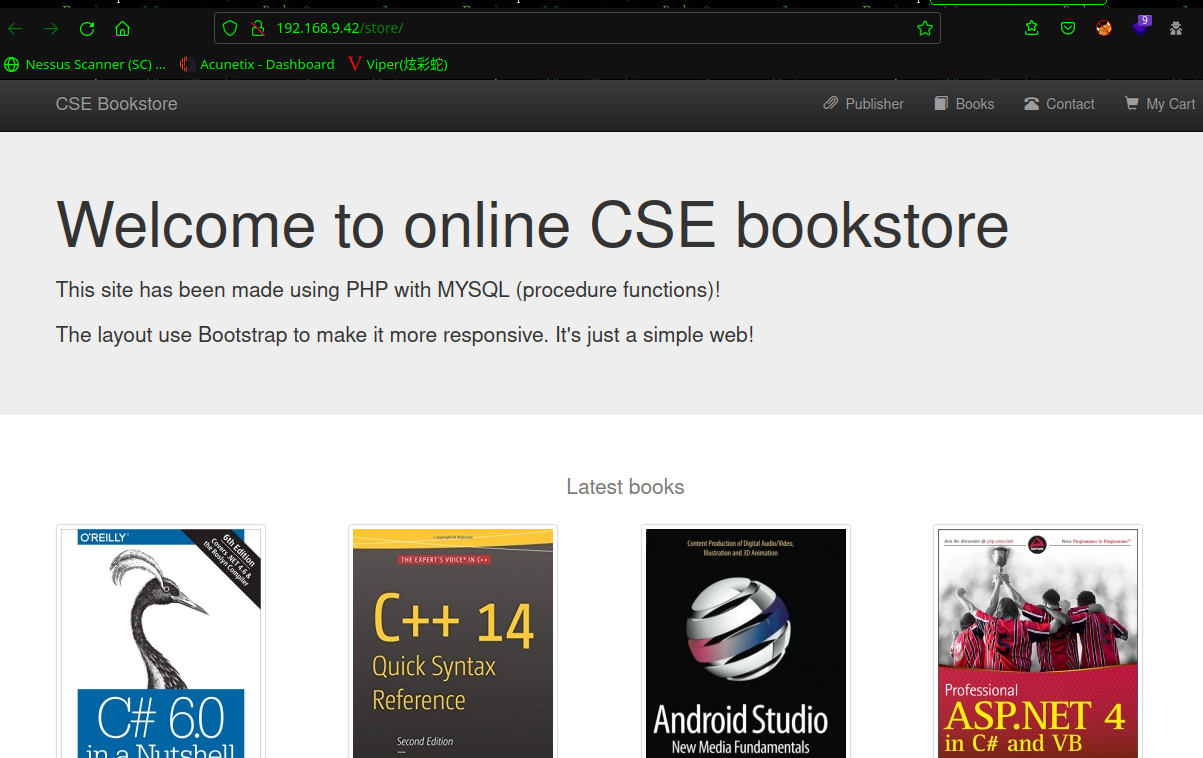 192.168.9.42/store/
9
Nessus Scanner (SC) ...
Acunetix - Dashboard
Viper(炫彩蛇)
CSE Bookstore
Publisher
Books
Contact
My Cart
Welcome to online CSE bookstore
This site has been made using PHP with MYSQL (procedure functions)!
The layout use Bootstrap to make it more responsive. It's just a simple web!
Latest books
O'REILLY®
6th Edition
Covers .NET 4.6 &
the Roslyn Compiler
C# 6.0
in a Nutshell
THE EXPERT'S VOICE® IN C++
C++ 14
Quick Syntax
Reference
Second Edition
Content Production of Digital Audio/Video,
Illustration and 3D Animation
Android Studio
New Media Fundamentals
Join the discussion @ p2p.wrox.com
Wrox Programmer to Programmer™
Professional
ASP.NET 4
in C# and VB